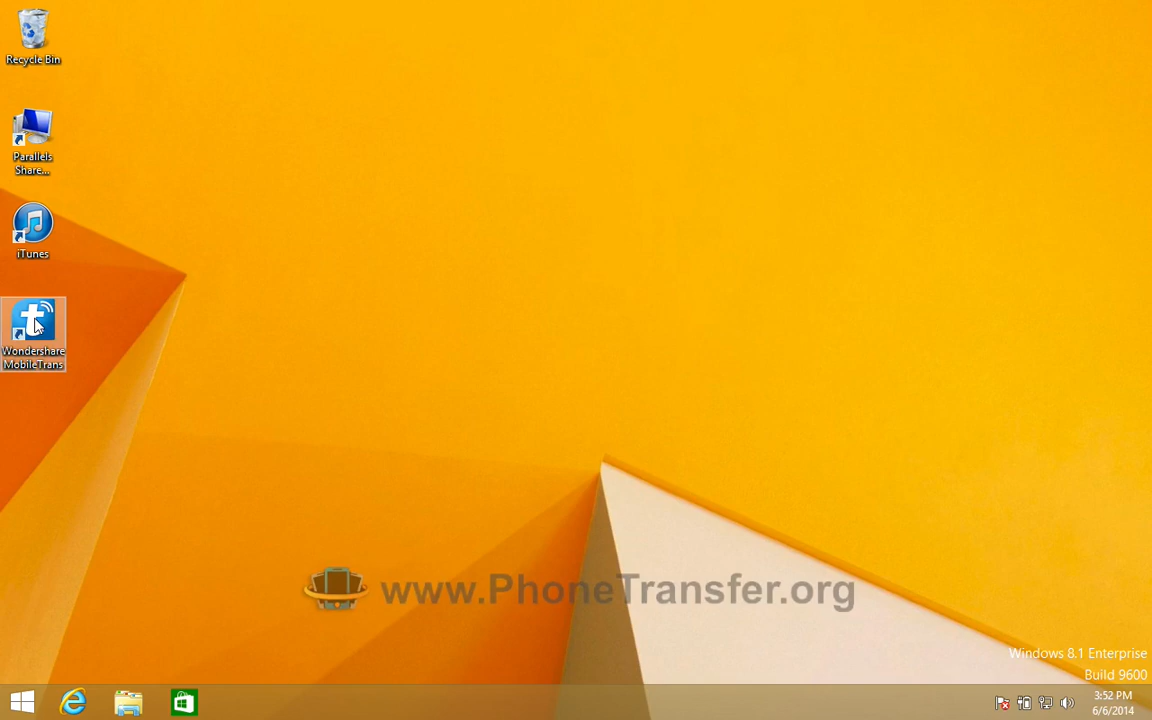 Recycle Bin
Parallels
Share...
iTunes
Wondershare
MobileTrans
www.PhoneTransfer.org
Windows 8.1 Enterprise
Build 9600
3:52 PM
6/6/2014